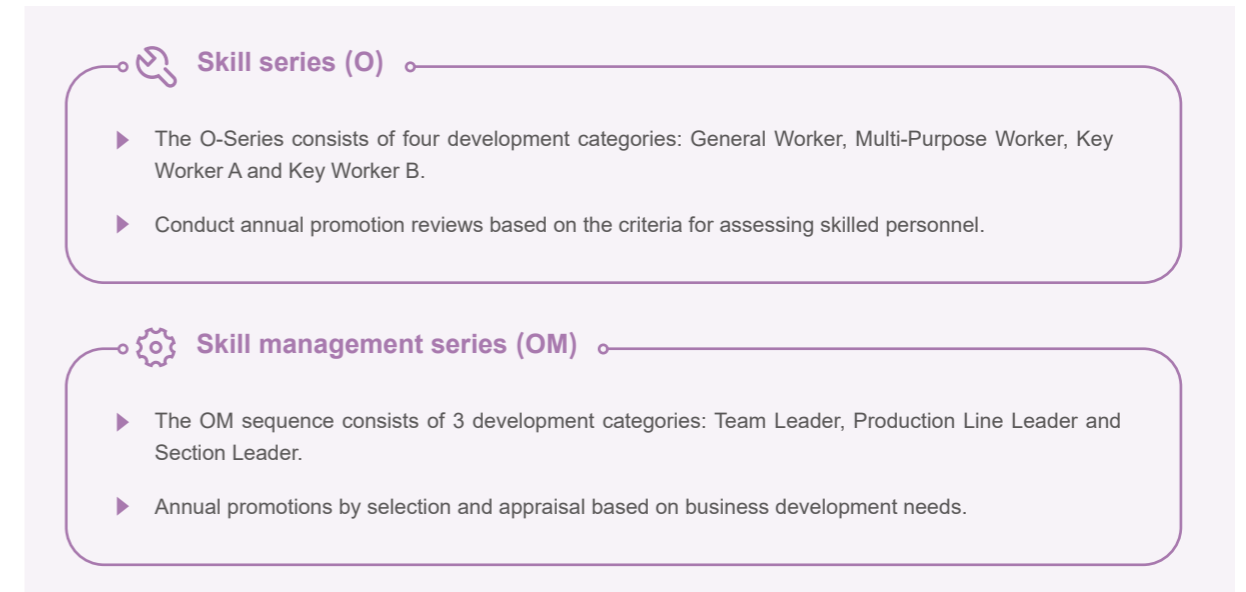 Skill series (O)
The O-Series consists of four development categories: General Worker, Multi-Purpose Worker, Key
Worker A and Key Worker B.
Conduct annual promotion reviews based on the criteria for assessing skilled personnel.
Skill management series (OM)
The OM sequence consists of 3 development categories: Team Leader, Production Line Leader and
Section Leader.
Annual promotions by selection and appraisal based on business development needs.